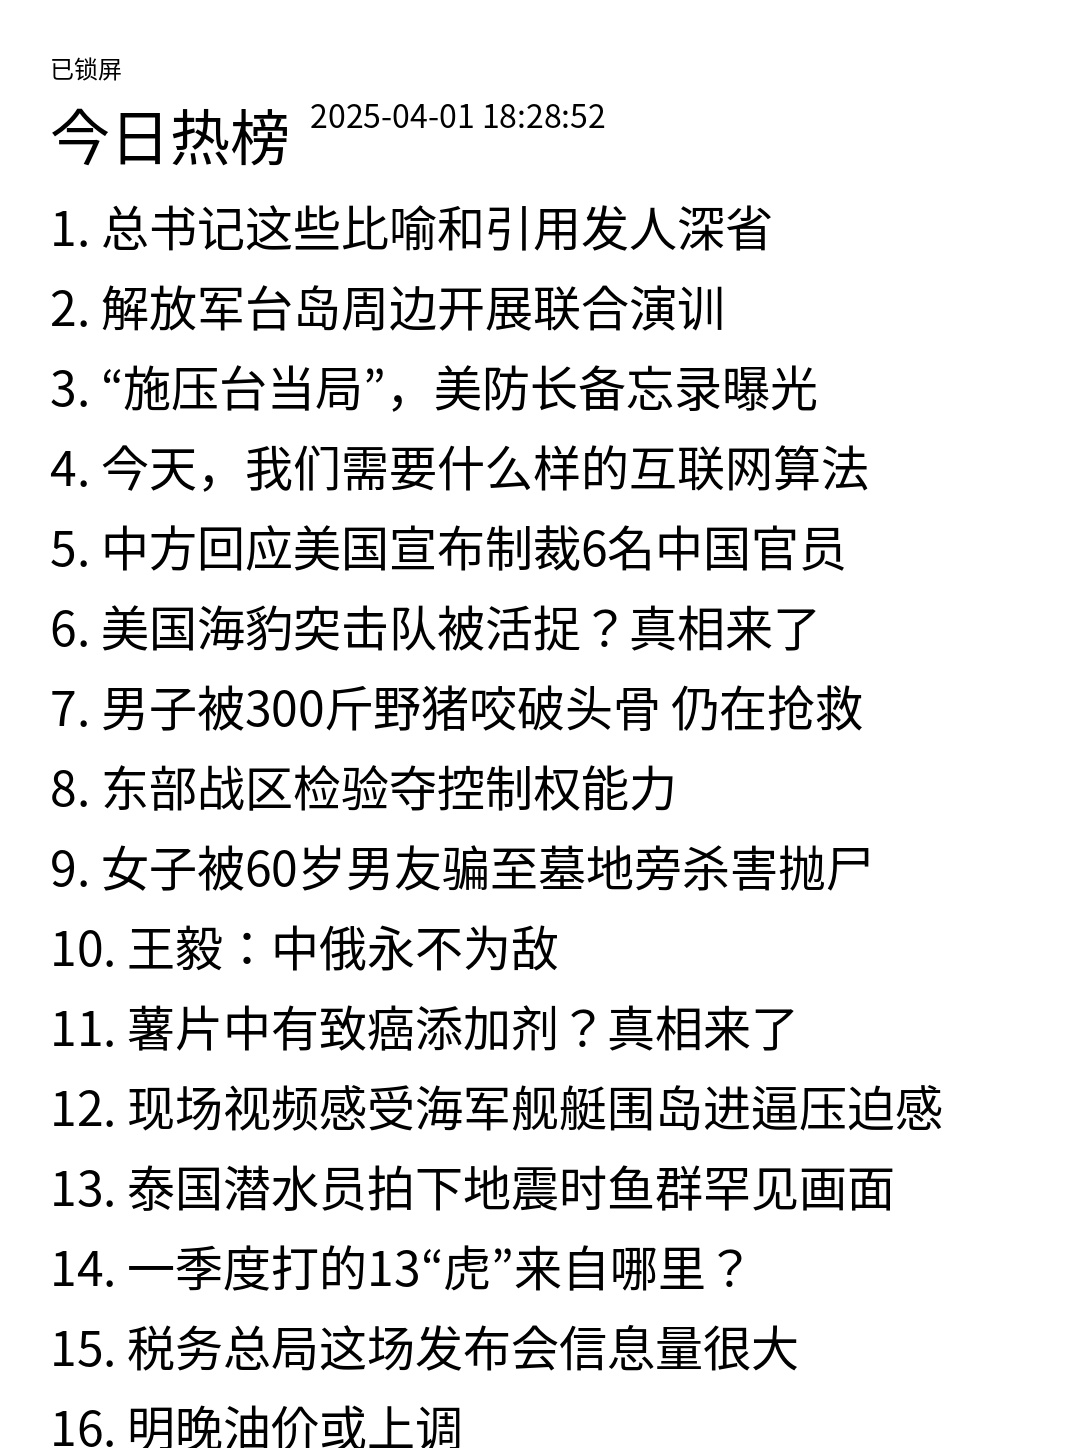 已锁屏
今日热榜 2025-04-01 18:28:52
1. 总书记这些比喻和引用发人深省
2. 解放军台岛周边开展联合演训
3. “施压台当局”，美防长备忘录曝光
4. 今天，我们需要什么样的互联网算法
5. 中方回应美国宣布制裁6名中国官员
6. 美国海豹突击队被活捉？真相来了
7. 男子被300斤野猪咬破头骨 仍在抢救
8. 东部战区检验夺控制权能力
9. 女子被60岁男友骗至墓地旁杀害抛尸
10. 王毅：中俄永不为敌
11. 薯片中有致癌添加剂？真相来了
12. 现场视频感受海军舰艇围岛进逼压迫感
13. 泰国潜水员拍下地震时鱼群罕见画面
14. 一季度打的13“虎”来自哪里？
15. 税务总局这场发布会信息量很大
16. 明晚油价或上调